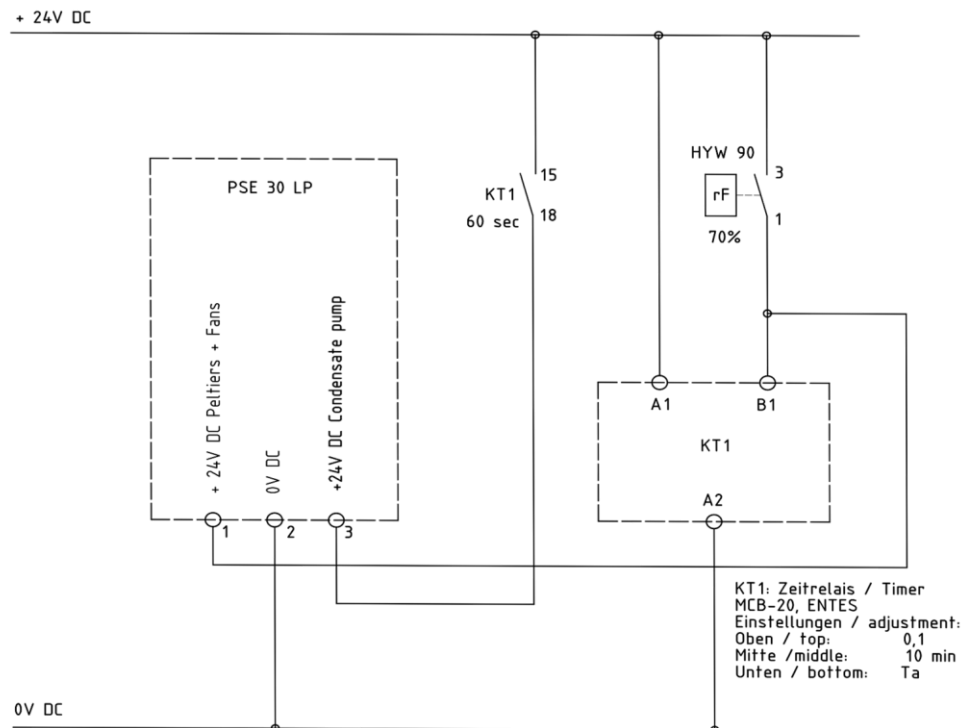 + 24V DC
PSE 30 LP
+ 24V DC Peltiers + Fans
0V DC
+24V DC Condensate pump
1
2
3
KT1
60 sec
15
18
HYW 90
rF
70%
3
1
A1
B1
KT1
A2
KT1: Zeitrelais / Timer
MCB-20, ENTES
Einstellungen / adjustment:
Oben / top: 0,1
Mitte /middle: 10 min
Unten / bottom: Ta
0V DC